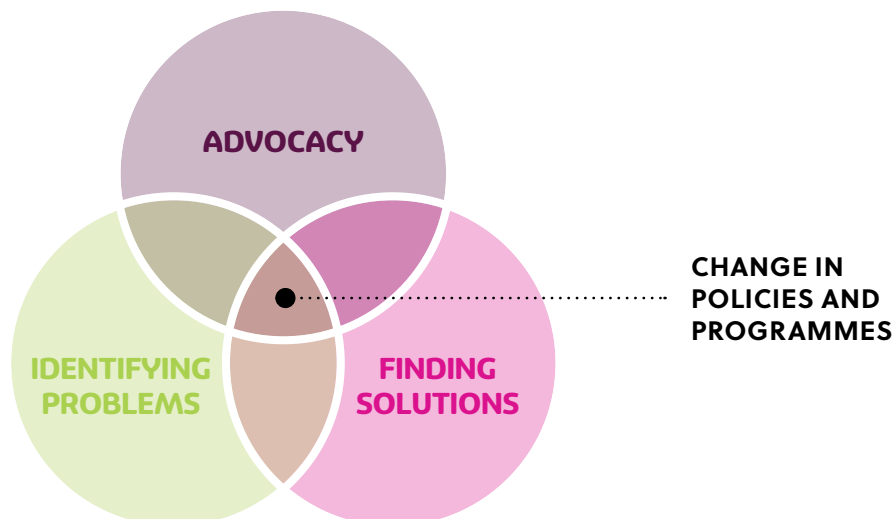 ADVOCACY
IDENTIFYING
PROBLEMS
FINDING
SOLUTIONS
CHANGE IN
POLICIES AND
PROGRAMMES